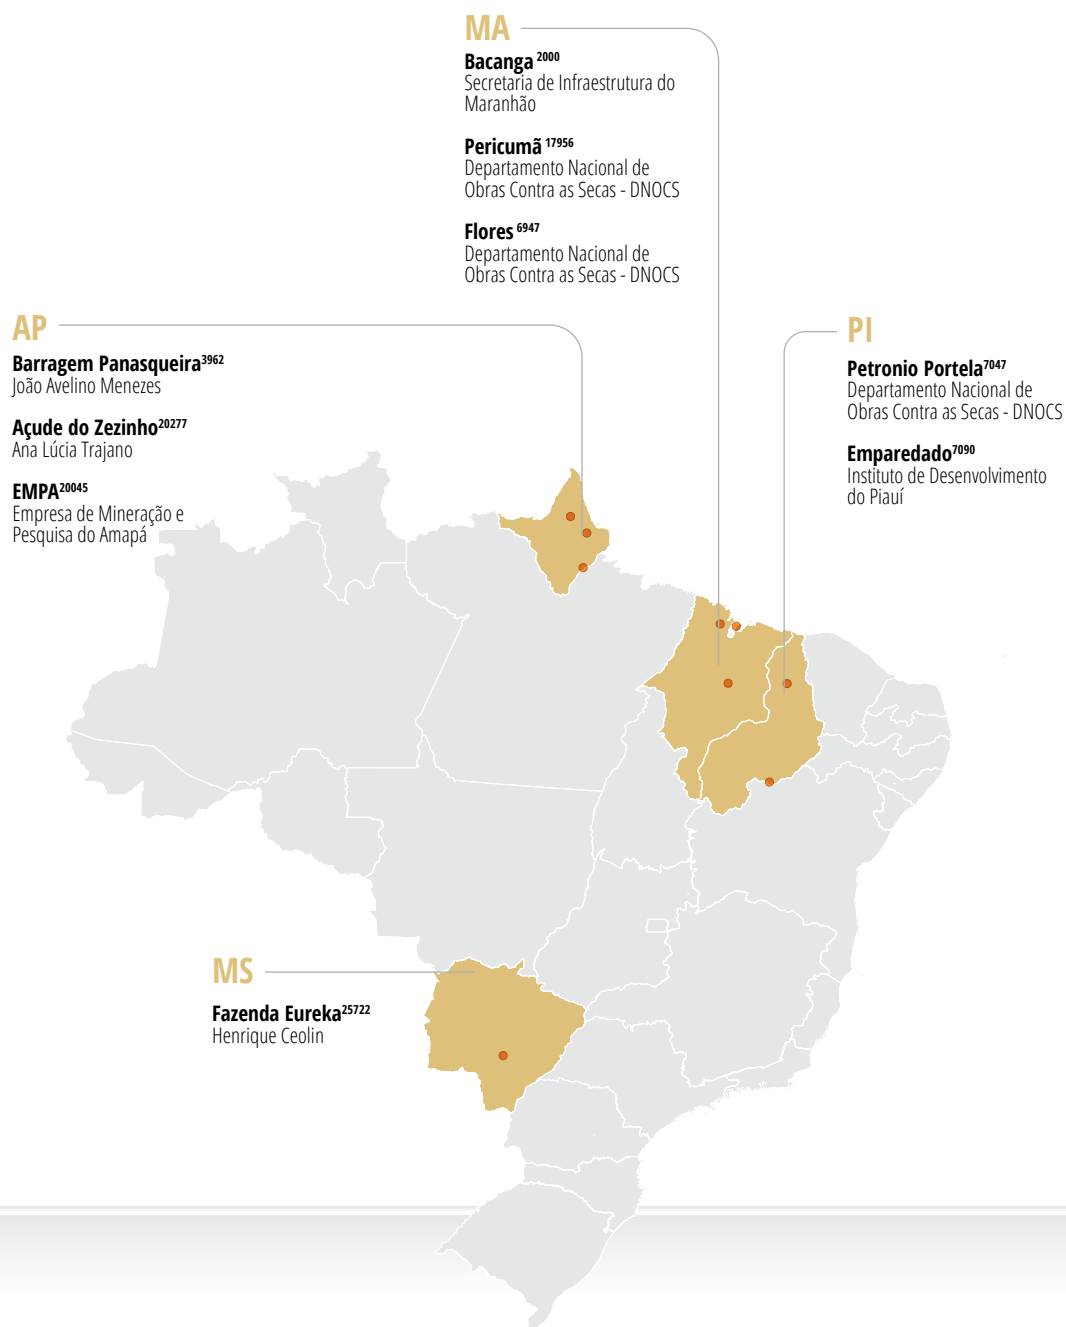 MA
Bacanga 2000
Secretaria de Infraestrutura do
Maranhão
Pericumã 17956
Departamento Nacional de
Obras Contra as Secas - DNOCS
Flores 6947
Departamento Nacional de
Obras Contra as Secas - DNOCS
AP
Barragem Panasqueira3962
João Avelino Menezes
Açude do Zezinho20277
Ana Lúcia Trajano
EMPA20045
Empresa de Mineração e
Pesquisa do Amapá
PI
Petronio Portela7047
Departamento Nacional de
Obras Contra as Secas - DNOCS
Emparedado7090
Instituto de Desenvolvimento
do Piauí
MS
Fazenda Eureka25722
Henrique Ceolin